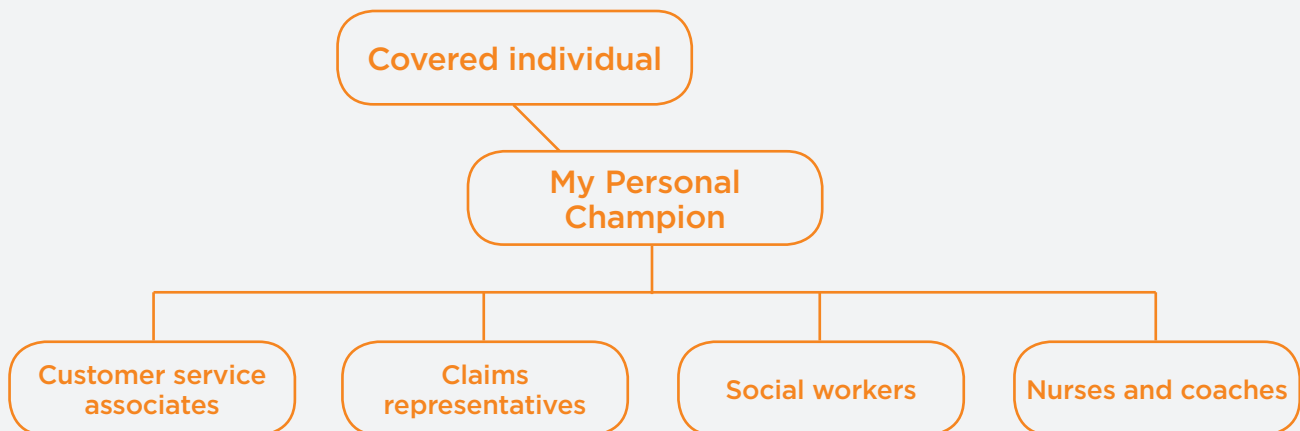 Covered individual
My Personal
Champion
Customer service
associates
Claims
representatives
Social workers
Nurses and coaches